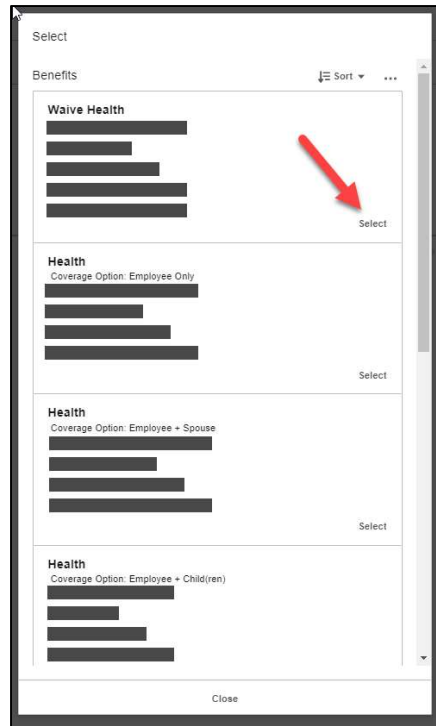 Select
Benefits Sort ...
Waive Health
Select
Health
Coverage Option: Employee Only
Select
Health
Coverage Option: Employee + Spouse
Select
Health
Coverage Option: Employee + Child(ren)
Close